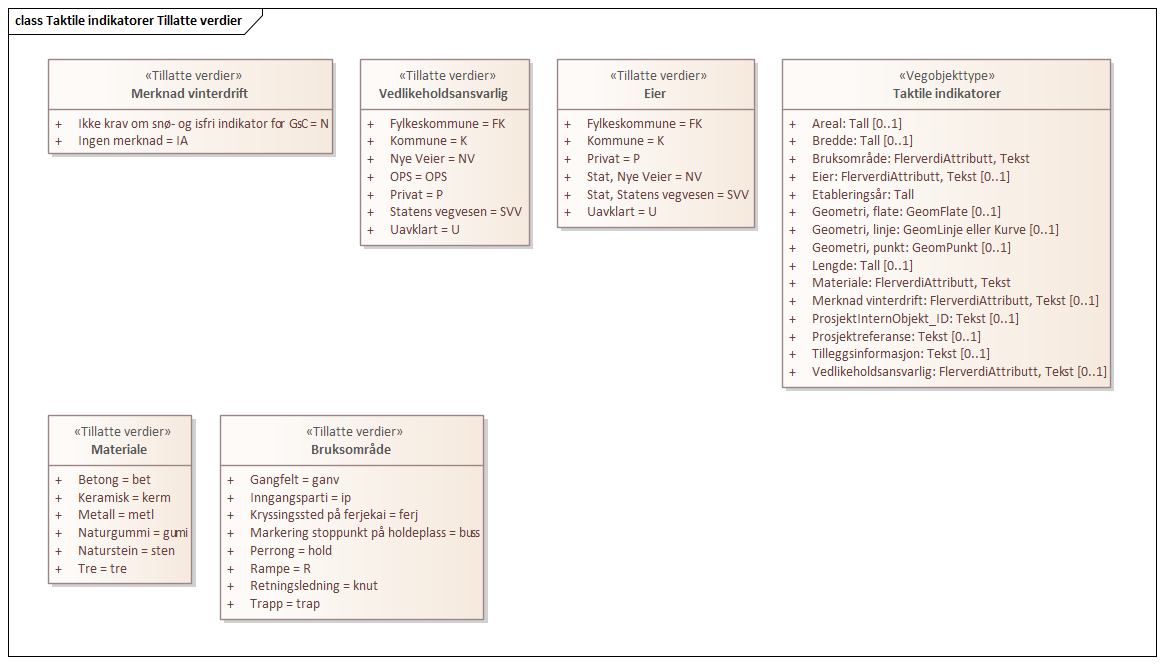 class Taktile indikatorer Tillatte verdier
«Tillatte verdier»
Merknad vinterdrift
+ Ikke krav om snø- og isfri indikator for GsC = N
+ Ingen merknad = IA
«Tillatte verdier»
Vedlikeholdsansvarlig
+ Fylkeskommune = FK
+ Kommune = K
+ Nye Veier = NV
+ OPS = OPS
+ Privat = P
+ Statens vegvesen = SVV
+ Uavklart = U
«Tillatte verdier»
Eier
+ Fylkeskommune = FK
+ Kommune = K
+ Privat = P
+ Stat, Nye Veier = NV
+ Stat, Statens vegvesen = SVV
+ Uavklart = U
«Vegobjekttype»
Taktile indikatorer
+ Areal: Tall [0..1]
+ Bredde: Tall [0..1]
+ Bruksområde: FlerverdiAttributt, Tekst
+ Eier: FlerverdiAttributt, Tekst [0..1]
+ Etableringsår: Tall
+ Geometri, flate: GeomFlate [0..1]
+ Geometri, linje: GeomLinje eller Kurve [0..1]
+ Geometri, punkt: GeomPunkt [0..1]
+ Lengde: Tall [0..1]
+ Materiale: FlerverdiAttributt, Tekst
+ Merknad vinterdrift: FlerverdiAttributt, Tekst [0..1]
+ ProsjektInternObjekt_ID: Tekst [0..1]
+ Prosjektreferanse: Tekst [0..1]
+ Tilleggsinformasjon: Tekst [0..1]
+ Vedlikeholdsansvarlig: FlerverdiAttributt, Tekst [0..1]
«Tillatte verdier»
Materiale
+ Betong = bet
+ Keramisk = kerm
+ Metall = metl
+ Naturgummi = gumi
+ Naturstein = sten
+ Tre = tre
«Tillatte verdier»
Bruksområde
+ Gangfelt = ganv
+ Inngangsparti = ip
+ Kryssingssted på ferjekai = ferj
+ Markering stoppunkt på holdeplass = buss
+ Perrong = hold
+ Rampe = R
+ Retningsledning = knut
+ Trapp = trap